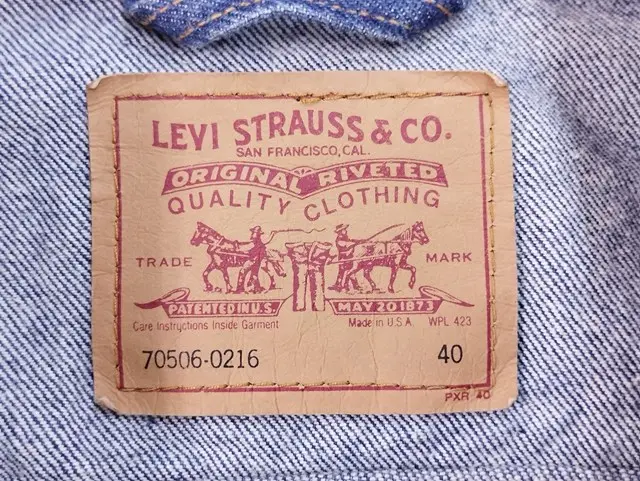 LEVI STRAUSS & CO.
SAN FRANCISCO, CAL.
ORIGINAL RIVETED
QUALITY CLOTHING
TRADE MARK
PATENTED IN U.S. MAY 20 1873
Care Instructions Inside Garment Made in U.S.A. WPL 423
70506-0216 40
PXR 40